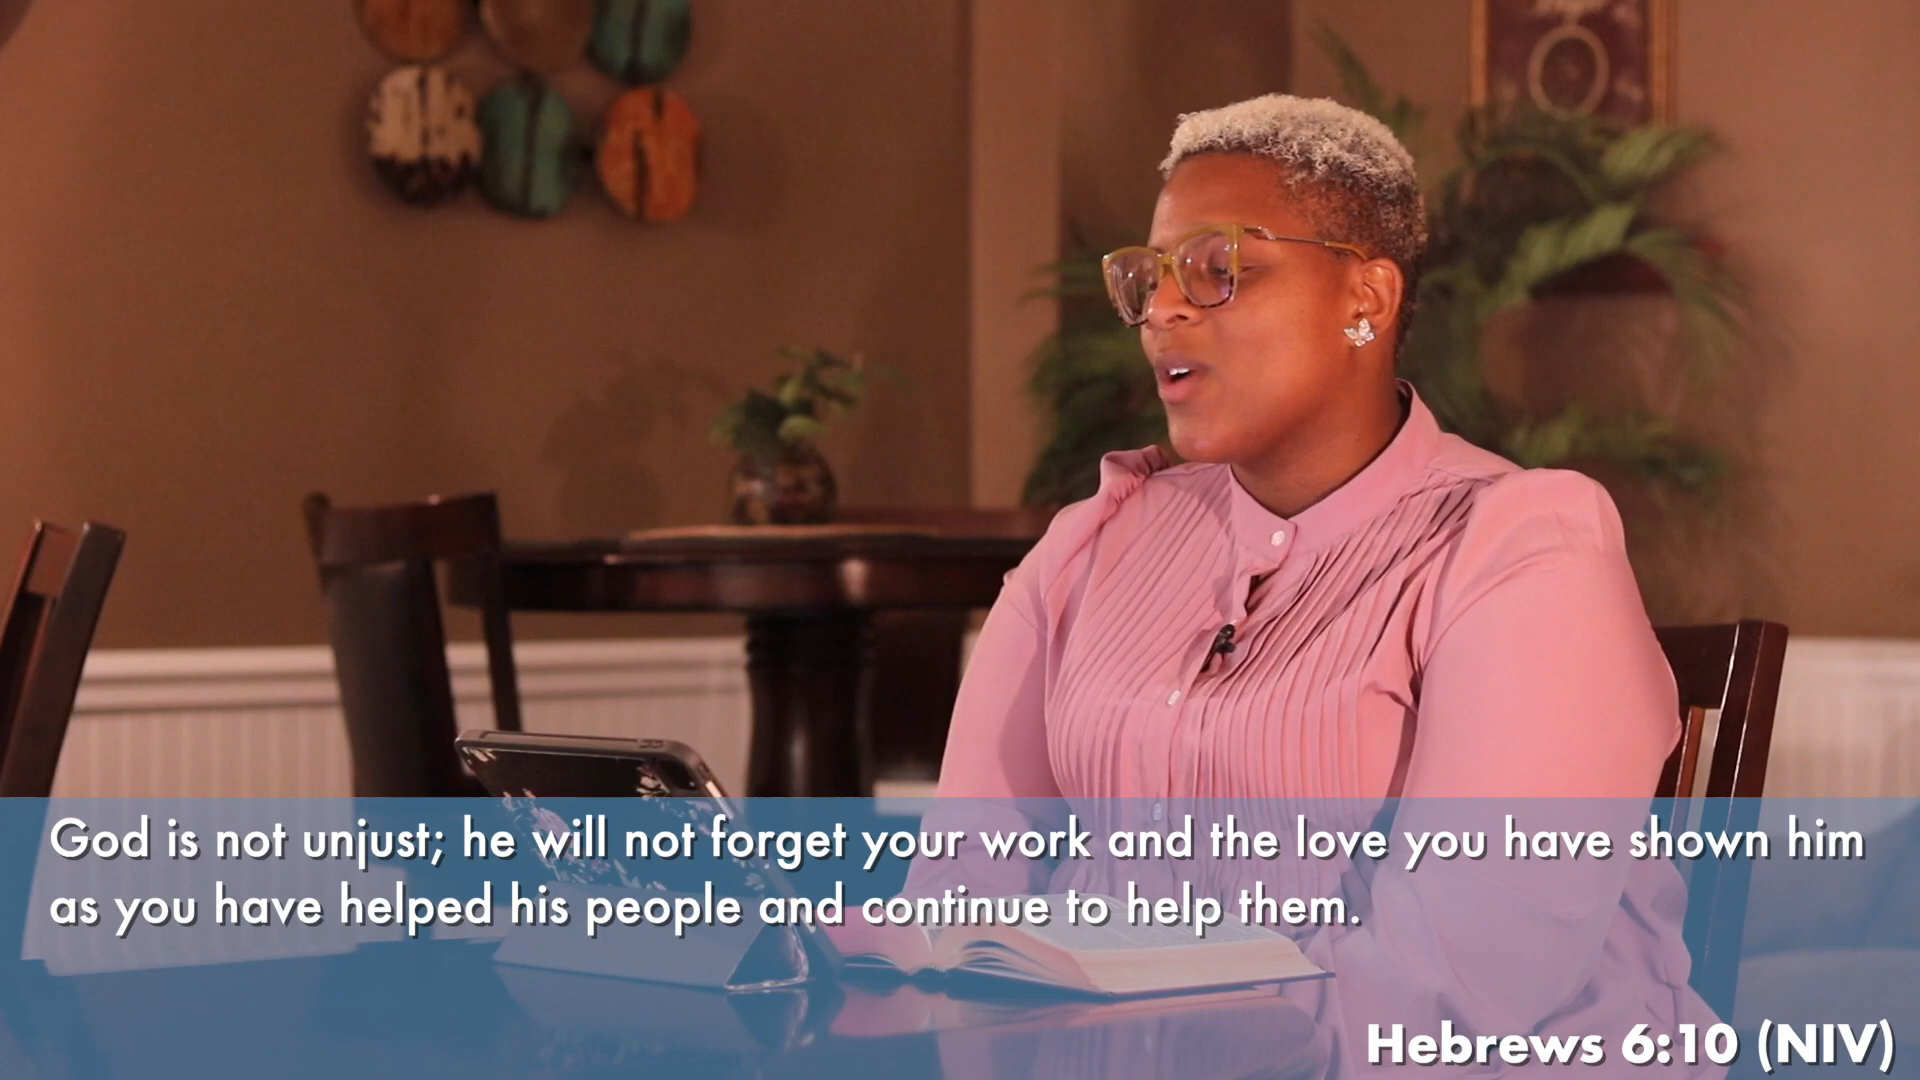 God is not unjust; he will not forget your work and the love you have shown him
as you have helped his people and continue to help them.
Hebrews 6:10 (NIV)